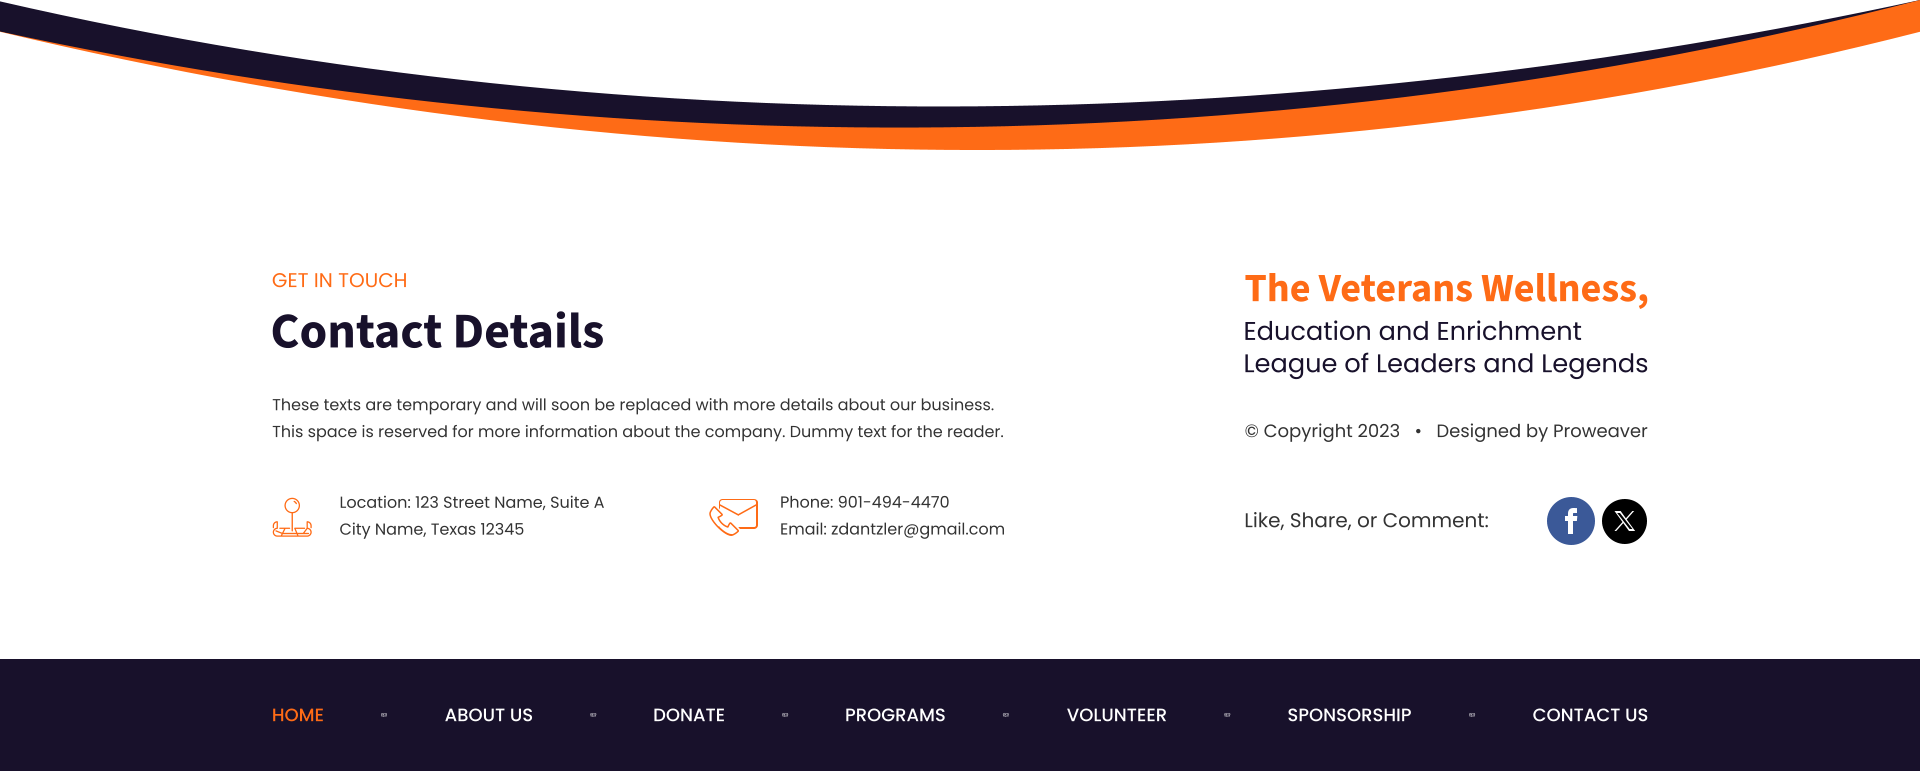 GET IN TOUCH
Contact Details
These texts are temporary and will soon be replaced with more details about our business.
This space is reserved for more information about the company. Dummy text for the reader.
Location: 123 Street Name, Suite A
City Name, Texas 12345
Phone: 901-494-4470
Email: zdantzler@gmail.com
The Veterans Wellness,
Education and Enrichment
League of Leaders and Legends
© Copyright 2023 • Designed by Proweaver
Like, Share, or Comment:
HOME ABOUT US DONATE PROGRAMS VOLUNTEER SPONSORSHIP CONTACT US